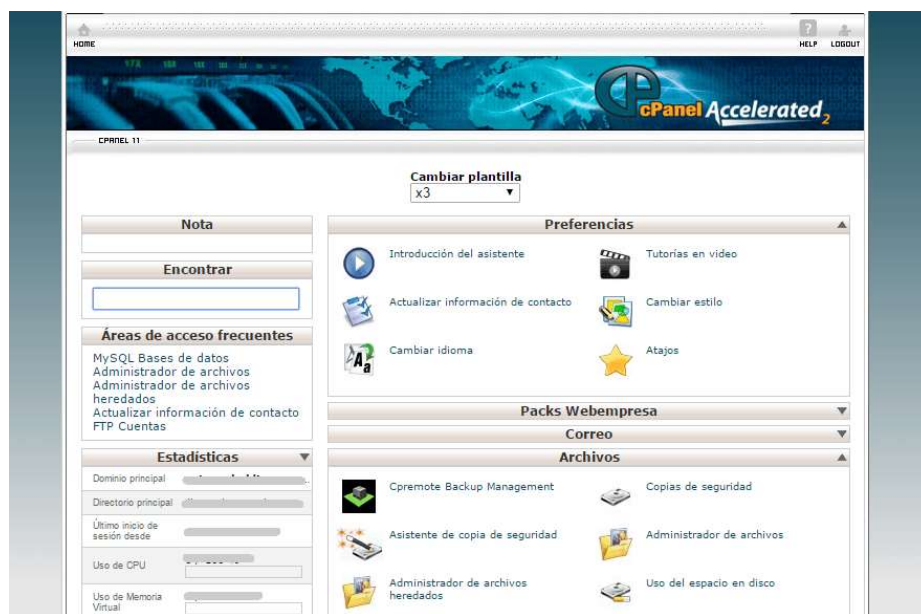 HOME
HELP
LOGOUT
cPanel Accelerated2
CPANEL 11
Cambiar plantilla
x3
Nota
Encontrar
Áreas de acceso frecuentes
MySQL Bases de datos
Administrador de archivos
Administrador de archivos
heredados
Actualizar información de contacto
FTP Cuentas
Estadísticas
Dominio principal
Directorio principal
Último inicio de
sesión desde
Uso de CPU
Uso de Memoria
Virtual
Preferencias
Introducción del asistente
Tutorías en video
Actualizar información de contacto
Cambiar estilo
Cambiar idioma
Atajos
Packs Webempresa
Correo
Archivos
Cpremote Backup Management
Copias de seguridad
Asistente de copia de seguridad
Administrador de archivos
Administrador de archivos
heredados
Uso del espacio en disco